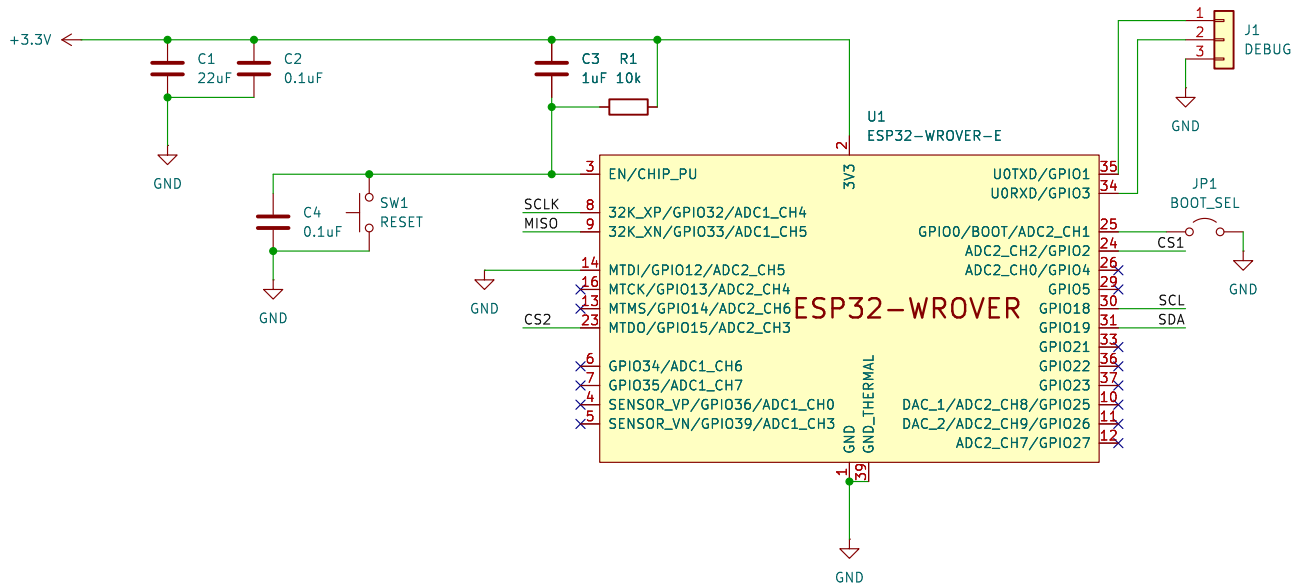 +3.3V
C1
22uF
C2
0.1uF
C3
1uF
R1
10k
1
2
3
J1
DEBUG
GND
GND
U1
ESP32-WROVER-E
2
3V3
3
EN/CHIP_PU
35
U0TXD/GPIO1
34
U0RXD/GPIO3
JP1
BOOT_SEL
C4
0.1uF
SW1
RESET
SCLK
8
32K_XP/GPIO32/ADC1_CH4
MISO
9
32K_XN/GPIO33/ADC1_CH5
GPIO0/BOOT/ADC2_CH1
25
ADC2_CH2/GPIO2
24
CS1
14
MTDI/GPIO12/ADC2_CH5
ADC2_CH0/GPIO4
26
16
MTCK/GPIO13/ADC2_CH4
GPIO5
29
GND
GND
GND
13
MTMS/GPIO14/ADC2_CH6
ESP32-WROVER
GPIO18
30
SCL
CS2
23
MTDO/GPIO15/ADC2_CH3
GPIO19
31
SDA
GPIO21
33
6
GPIO34/ADC1_CH6
GPIO22
36
7
GPIO35/ADC1_CH7
GPIO23
37
4
SENSOR_VP/GPIO36/ADC1_CH0
DAC_1/ADC2_CH8/GPIO25
10
5
SENSOR_VN/GPIO39/ADC1_CH3
DAC_2/ADC2_CH9/GPIO26
11
ADC2_CH7/GPIO27
12
GND
GND_THERMAL
1
39
GND